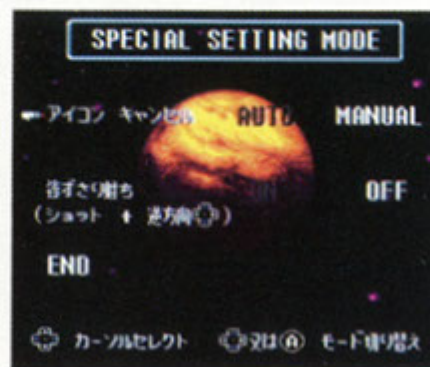 SPECIAL SETTING MODE
アイコン キャンセル AUTO MANUAL
後ずさり射ち ON OFF
(ショット + 逆方向)
END
カーソルセレクト 又はⒶ モード切り替え